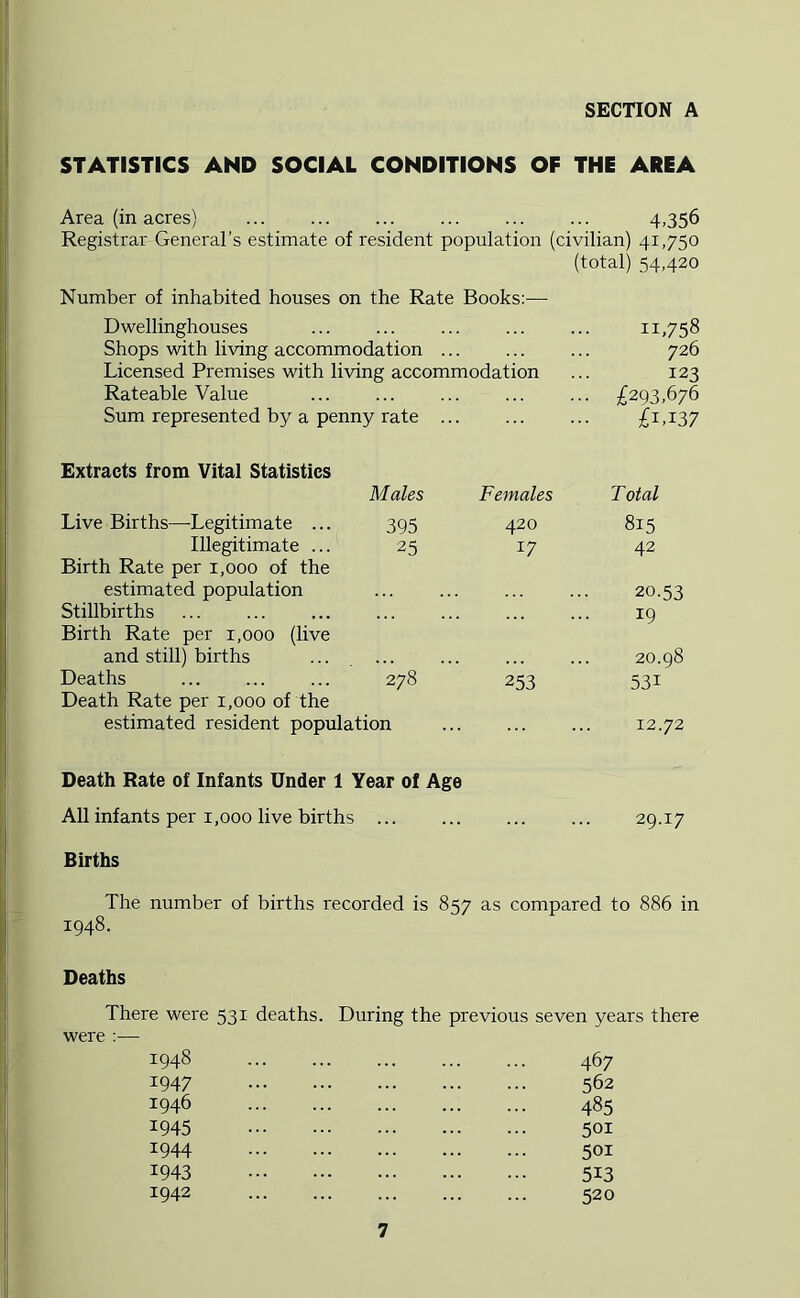 SECTION A
STATISTICS AND SOCIAL CONDITIONS OF THE AREA
Area (in acres) ... ... ... ... ... ... 4,356
Registrar General's estimate of resident population (civilian) 41,750
(total) 54,420
Number of inhabited houses on the Rate Books:—
Dwellinghouses ... ... ... ... ... 11,758
Shops with living accommodation ... ... ... 726
Licensed Premises with living accommodation ... 123
Rateable Value ... ... ... ... ... £293,676
Sum represented by a penny rate ... ... ... £1,137
Extracts from Vital Statistics
Males Females Total
Live Births—Legitimate ... 395 420 815
Illegitimate ... 25 17 42
Birth Rate per 1,000 of the
estimated population ... ... ... ... 20.53
Stillbirths ... ... ... ... ... ... ... 19
Birth Rate per 1,000 (live
and still) births ... ... ... ... ... 20.98
Deaths ... ... ... 278 253 531
Death Rate per 1,000 of the
estimated resident population ... ... ... 12.72
Death Rate of Infants Under 1 Year of Age
All infants per 1,000 live births ... ... ... ... 29.17
Births
The number of births recorded is 857 as compared to 886 in
1948.
Deaths
There were 531 deaths. During the previous seven years there
were :—
1948 ... ... ... ... ... 467
1947 ... ... ... ... ... 562
1946 ... ... ... ... ... 485
1945 ... ... ... ... ... 501
1944 ... ... ... ... ... 501
1943 ... ... ... ... ... 513
1942 ... ... ... ... ... 520
7